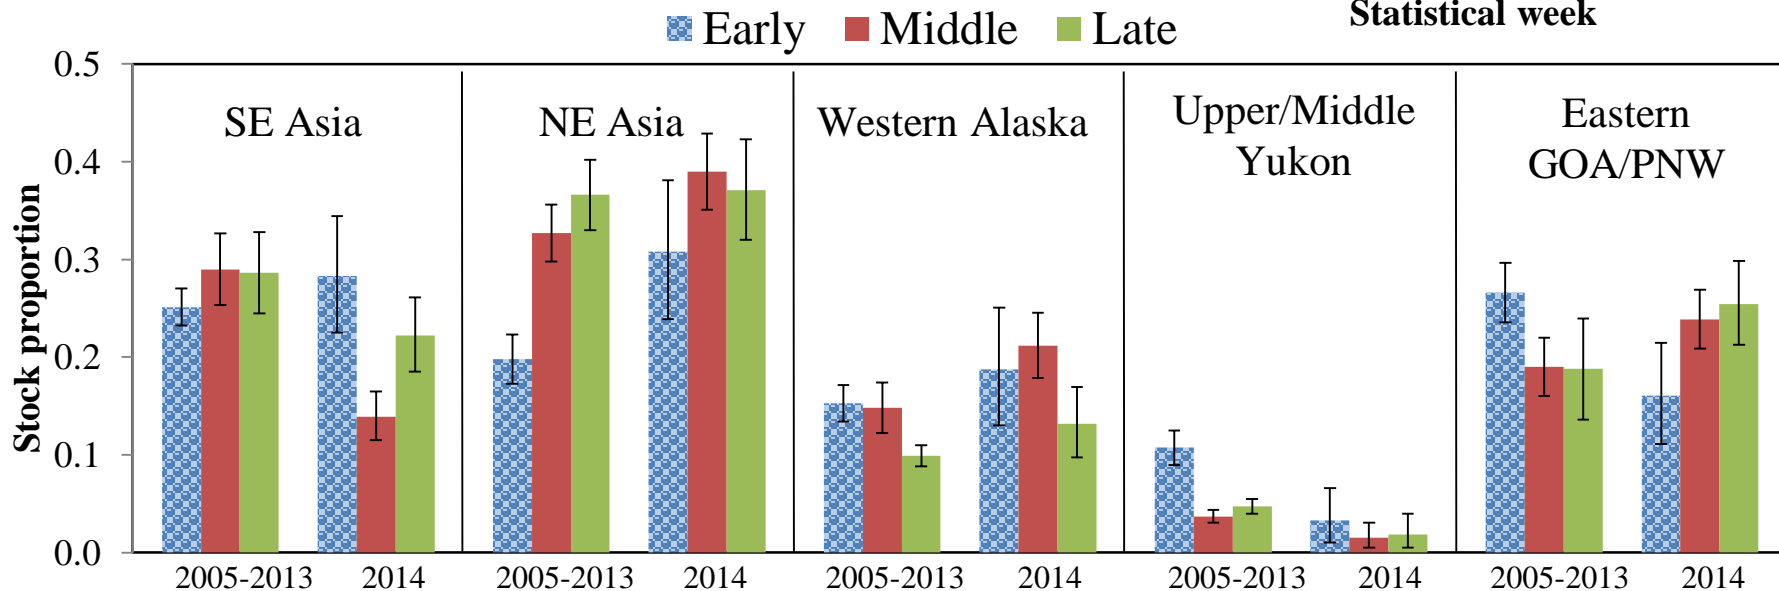 Statistical week
Early Middle Late
0.5
0.4
0.3
0.2
0.1
0.0
Stock proportion
SE Asia
NE Asia
Western Alaska
Upper/Middle
Yukon
Eastern
GOA/PNW
2005-2013 2014 2005-2013 2014 2005-2013 2014 2005-2013 2014 2005-2013 2014